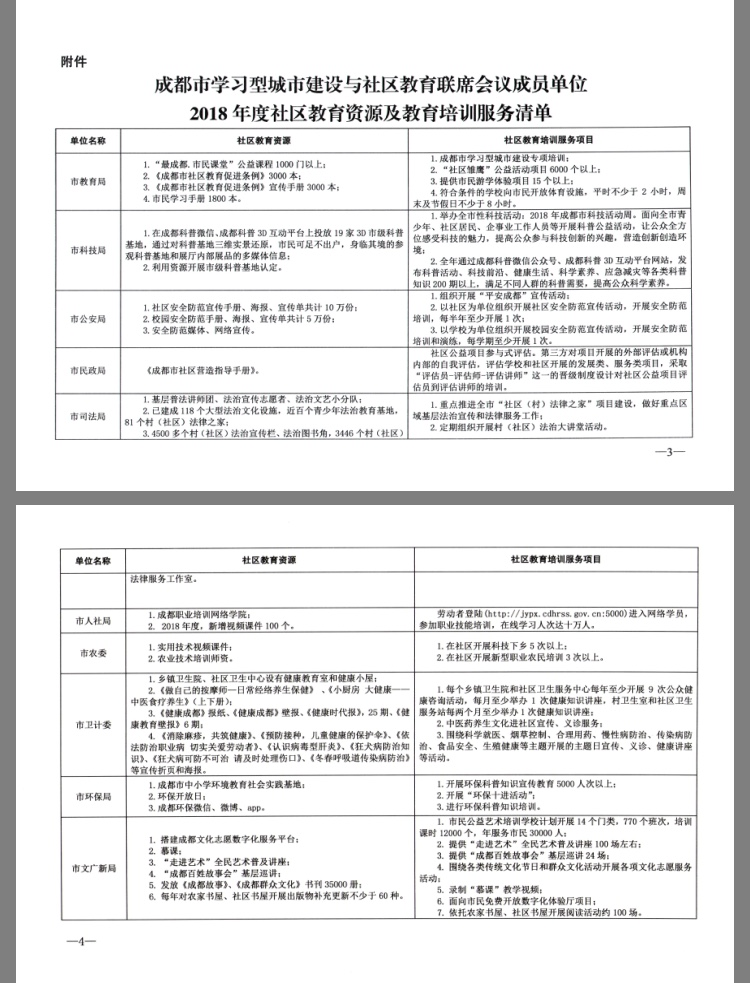 附件
成都市学习型城市建设与社区教育联席会议成员单位
2018 年度社区教育资源及教育培训服务清单
单位名称
社区教育资源
社区教育培训服务项目
市教育局
1.“最成都.市民课堂”公益课程 1000 门以上；
2.《成都市社区教育促进条例》3000 本；
3.《成都市社区教育促进条例》宣传手册 3000 本；
4.市民学习手册 1800 本。
1.成都市学习型城市建设专项培训；
2.“社区雏鹰”公益活动项目 6000 个以上；
3.提供市民游学体验项目 15 个以上；
4.符合条件的学校向市民开放体育设施，平时不少于 2 小时，周
末及节假日不少于 8 小时。
市科技局
1.在成都科普微信、成都科普 3D 互动平台上投放 19 家 3D 市级科普
基地，通过对科普基地三维实景还原，市民可足不出户，身临其境的参
观科普基地和展厅内部展品的多媒体信息；
2.利用资源开展市级科普基地认定。
1.举办全市性科技活动：2018 年成都市科技活动周。面向全市青
少年、社区居民、企事业工作人员等开展科普公益活动，让公众全方
位感受科技的魅力，提高公众参与科技创新的兴趣，营造创新创造环
境；
2.全年通过成都科普微信公众号、成都科普 3D 互动平台网站，发
布科普活动、科技前沿、健康生活、科学素养、应急减灾等各类科普
知识 200 期以上，满足不同人群的科普需要，提高公众科学素养。
市公安局
1.社区安全防范宣传手册、海报、宣传单共计 10 万份；
2.校园安全防范手册、海报、宣传单共计 5 万份；
3.安全防范媒体、网络宣传。
1.组织开展“平安成都”宣传活动；
2.以社区为单位组织开展社区安全防范宣传活动，开展安全防范
培训，每半年至少开展 1 次；
3.以学校为单位组织开展校园安全防范宣传活动，开展安全防范
培训和演练，每学期至少开展 1 次。
市民政局
《成都市社区营造指导手册》。
社区公益项目参与式评估。第三方对项目开展的外部评估或机构
内部的自我评估，评估学校和社区开展的发展类、服务类项目，采取
“评估员-评估师-评估讲师”这一的晋级制度设计对社区公益项目评
估员到评估讲师的培训。
市司法局
1.基层普法讲师团、法治宣传志愿者、法治文艺小分队；
2.已建成 118 个大型法治文化设施，近百个青少年法治教育基地，
81 个村（社区）法律之家；
3.4500 多个村（社区）法治宣传栏、法治图书角，3446 个村（社区）
1.重点推进全市“社区（村）法律之家”项目建设，做好重点区
域基层法治宣传和法律服务工作；
2.定期组织开展村（社区）法治大讲堂活动。
—3—
单位名称
社区教育资源
社区教育培训服务项目
法律服务工作室。
市人社局
1.成都职业培训网络学院；
2. 2018 年度，新增视频课件 100 个。
劳动者登陆(http://jypx.cdhrss.gov.cn:5000)进入网络学员，
参加职业技能培训，在线学习人次达十万人。
市农委
1.实用技术视频课件；
2.农业技术培训师资。
1.在社区开展科技下乡 5 次以上；
2.在社区开展新型职业农民培训 3 次以上。
市卫计委
1.乡镇卫生院、社区卫生中心设有健康教育室和健康小屋；
2.《做自己的按摩师—日常经络养生保健》、《小厨房 大健康——
中医食疗养生》（上下册）；
3.《健康成都》报纸、《健康成都》壁报、《健康时代报》，25 期、《健
康教育壁报》6 期；
4.《消除麻疹，共筑健康》、《预防接种，儿童健康的保护伞》、《依
法防治职业病 切实关爱劳动者》、《认识病毒型肝炎》、《狂犬病防治知
识》、《狂犬病可防不可治 请及时处理伤口》、《冬春呼吸道传染病防治》
等宣传折页和海报。
1.每个乡镇卫生院和社区卫生服务中心每年至少开展 9 次公众健
康咨询活动，每月至少举办 1 次健康知识讲座，村卫生室和社区卫生
服务站每两个月至少举办 1 次健康知识讲座；
2.中医药养生文化进社区宣传、义诊服务；
3.围绕科学就医、烟草控制、合理用药、慢性病防治、传染病防
治、食品安全、生殖健康等主题开展的主题日宣传、义诊、健康讲座
等活动。
市环保局
1.成都市中小学环境教育社会实践基地；
2.环保开放日；
3.成都环保微信、微博、app。
1.开展环保科普知识宣传教育 5000 人次以上；
2.开展“环保十进活动”；
3.进行环保科普知识培训。
市文广新局
1. 搭建成都文化志愿数字化服务平台；
2. 慕课；
3. “走进艺术”全民艺术普及讲座；
4. “成都百姓故事会”基层巡讲；
5. 发放《成都故事》、《成都群众文化》书刊 35000 册；
6. 每年对农家书屋、社区书屋开展出版物补充更新不少于 60 种。
1. 市民公益艺术培训学校计划开展 14 个门类，770 个班次，培训
课时 12000 个，年服务市民 30000 人；
2. 提供“走进艺术”全民艺术普及讲座 100 场左右；
3. 提供“成都百姓故事会”基层巡讲 24 场；
4. 围绕各类传统文化节日和群众文化活动开展各项文化志愿服务
活动；
5. 录制“慕课”教学视频；
6. 面向市民免费开放数字化体验厅项目；
7. 依托农家书屋、社区书屋开展阅读活动约 100 场。
—4—